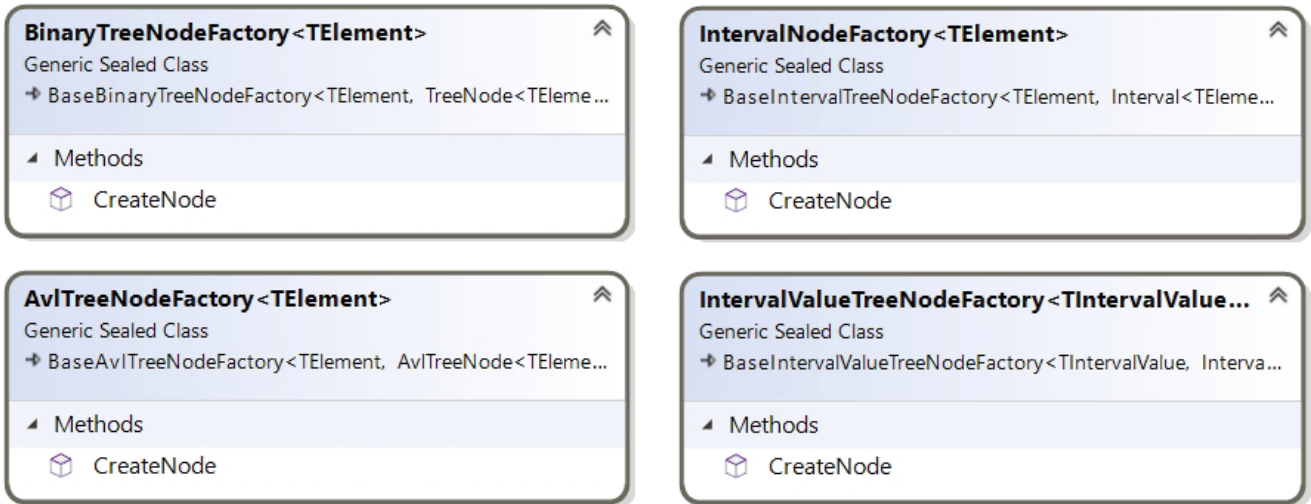 BinaryTreeNodeFactory<TElement>
Generic Sealed Class
BaseBinaryTreeNodeFactory<TElement, TreeNode<TEleme...
Methods
CreateNode
IntervalNodeFactory<TElement>
Generic Sealed Class
BaseIntervalTreeNodeFactory<TElement, Interval<TEleme...
Methods
CreateNode
AvlTreeNodeFactory<TElement>
Generic Sealed Class
BaseAvlTreeNodeFactory<TElement, AvlTreeNode<TEleme...
Methods
CreateNode
IntervalValueTreeNodeFactory<TIntervalValue...
Generic Sealed Class
BaseIntervalValueTreeNodeFactory<TIntervalValue, Interva...
Methods
CreateNode